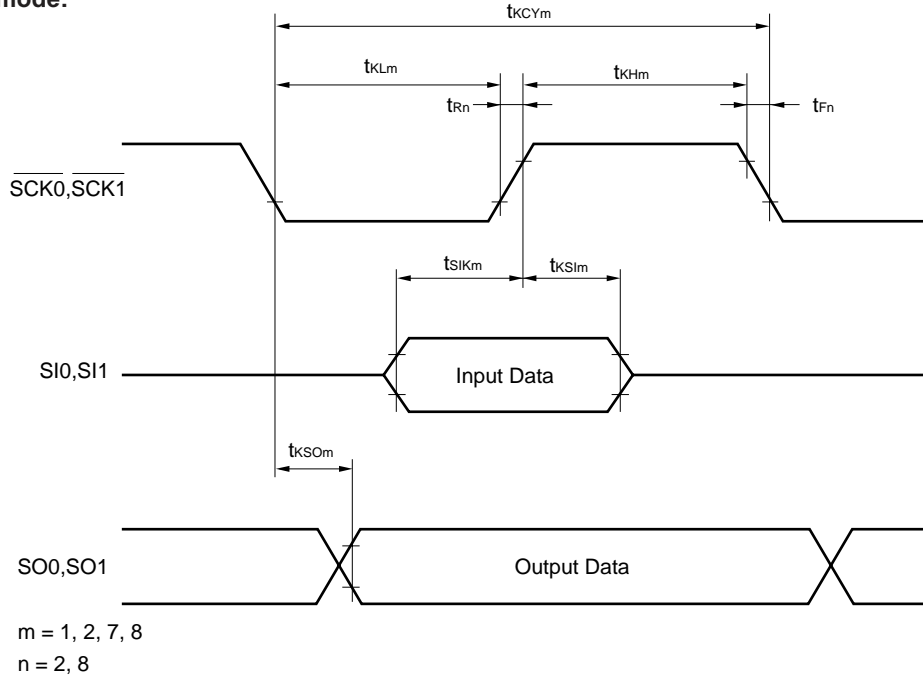 mode:
tKCYm
tKLm
tKHm
tRn
tFn
SCK0,SCK1
tSIKm
tKSIm
SI0,SI1
Input Data
tKSOm
SO0,SO1
Output Data
m = 1, 2, 7, 8
n = 2, 8